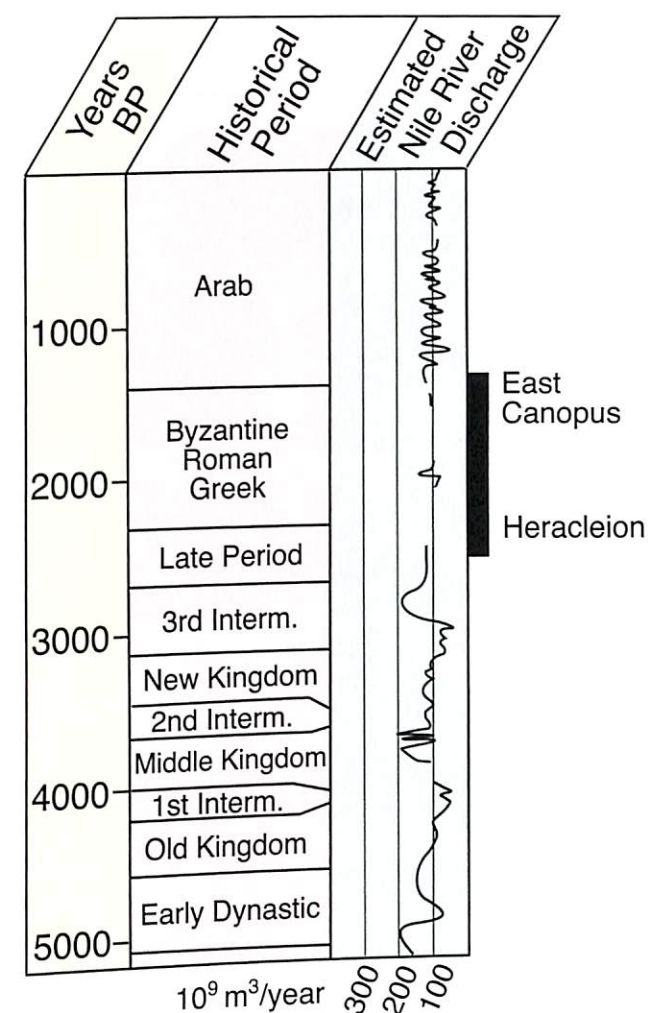 Years
BP
Historical
Period
Estimated
Nile River
Discharge
Arab
1000
East
Canopus
Byzantine
Roman
Greek
2000
Heracleion
Late Period
3rd Interm.
3000
New Kingdom
2nd Interm.
Middle Kingdom
4000
1st Interm.
Old Kingdom
Early Dynastic
5000
10⁹ m³/year
300
200
100